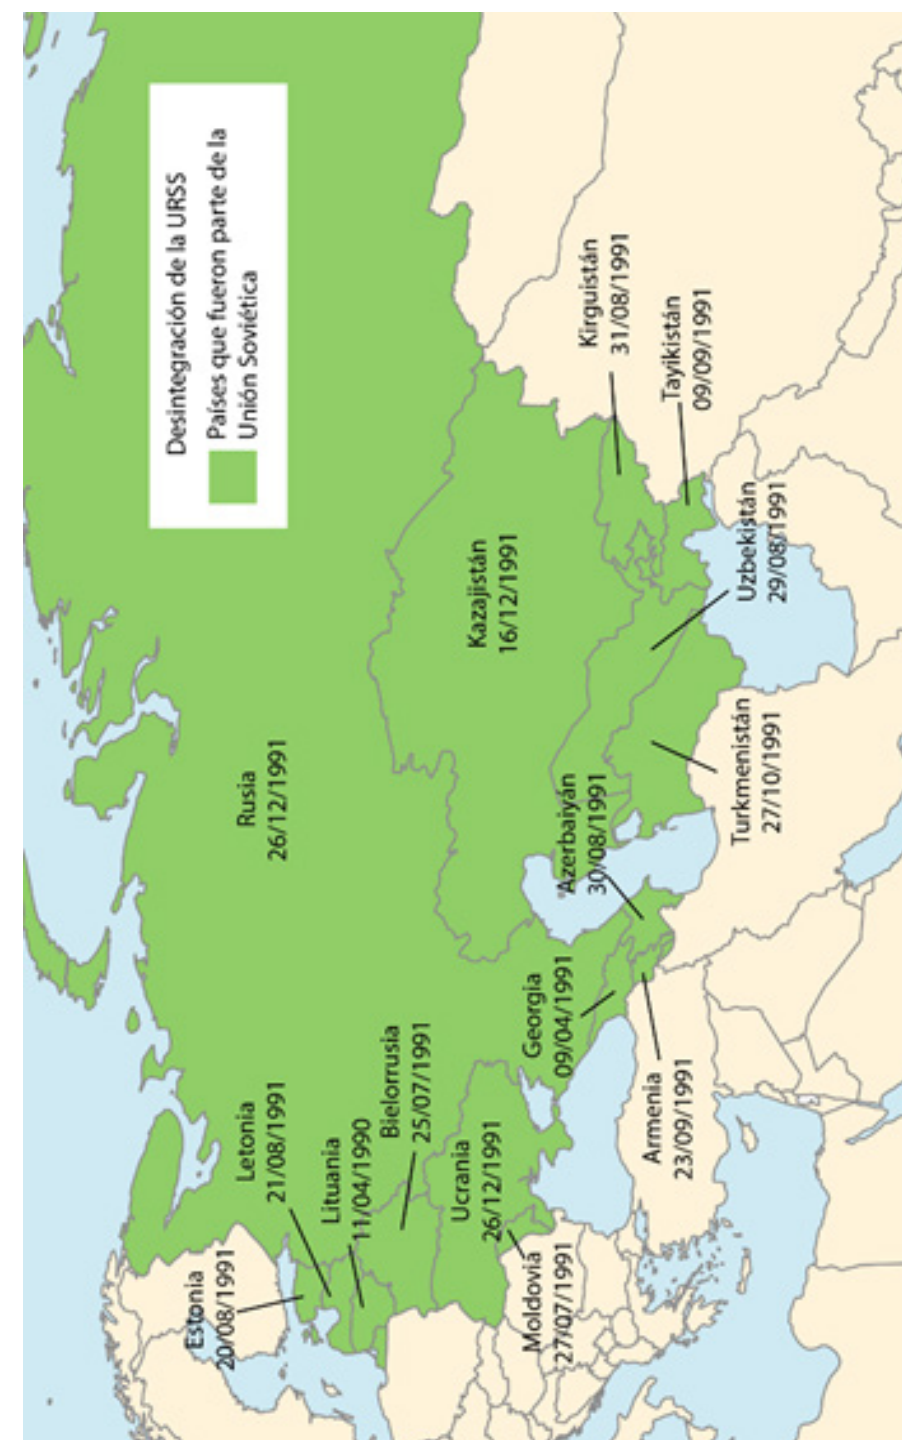 Desintegración de la URSS
Países que fueron parte de la
Unión Soviética
Rusia
26/12/1991
Estonia
20/08/1991
Letonia
21/08/1991
Lituania
11/04/1990
Bielorrusia
25/07/1991
Ucrania
26/12/1991
Moldovia
27/07/1991
Georgia
09/04/1991
Armenia
23/09/1991
Azerbaiyán
30/08/1991
Kazajistán
16/12/1991
Turkmenistán
27/10/1991
Uzbekistán
29/08/1991
Kirguistán
31/08/1991
Tayikistán
09/09/1991